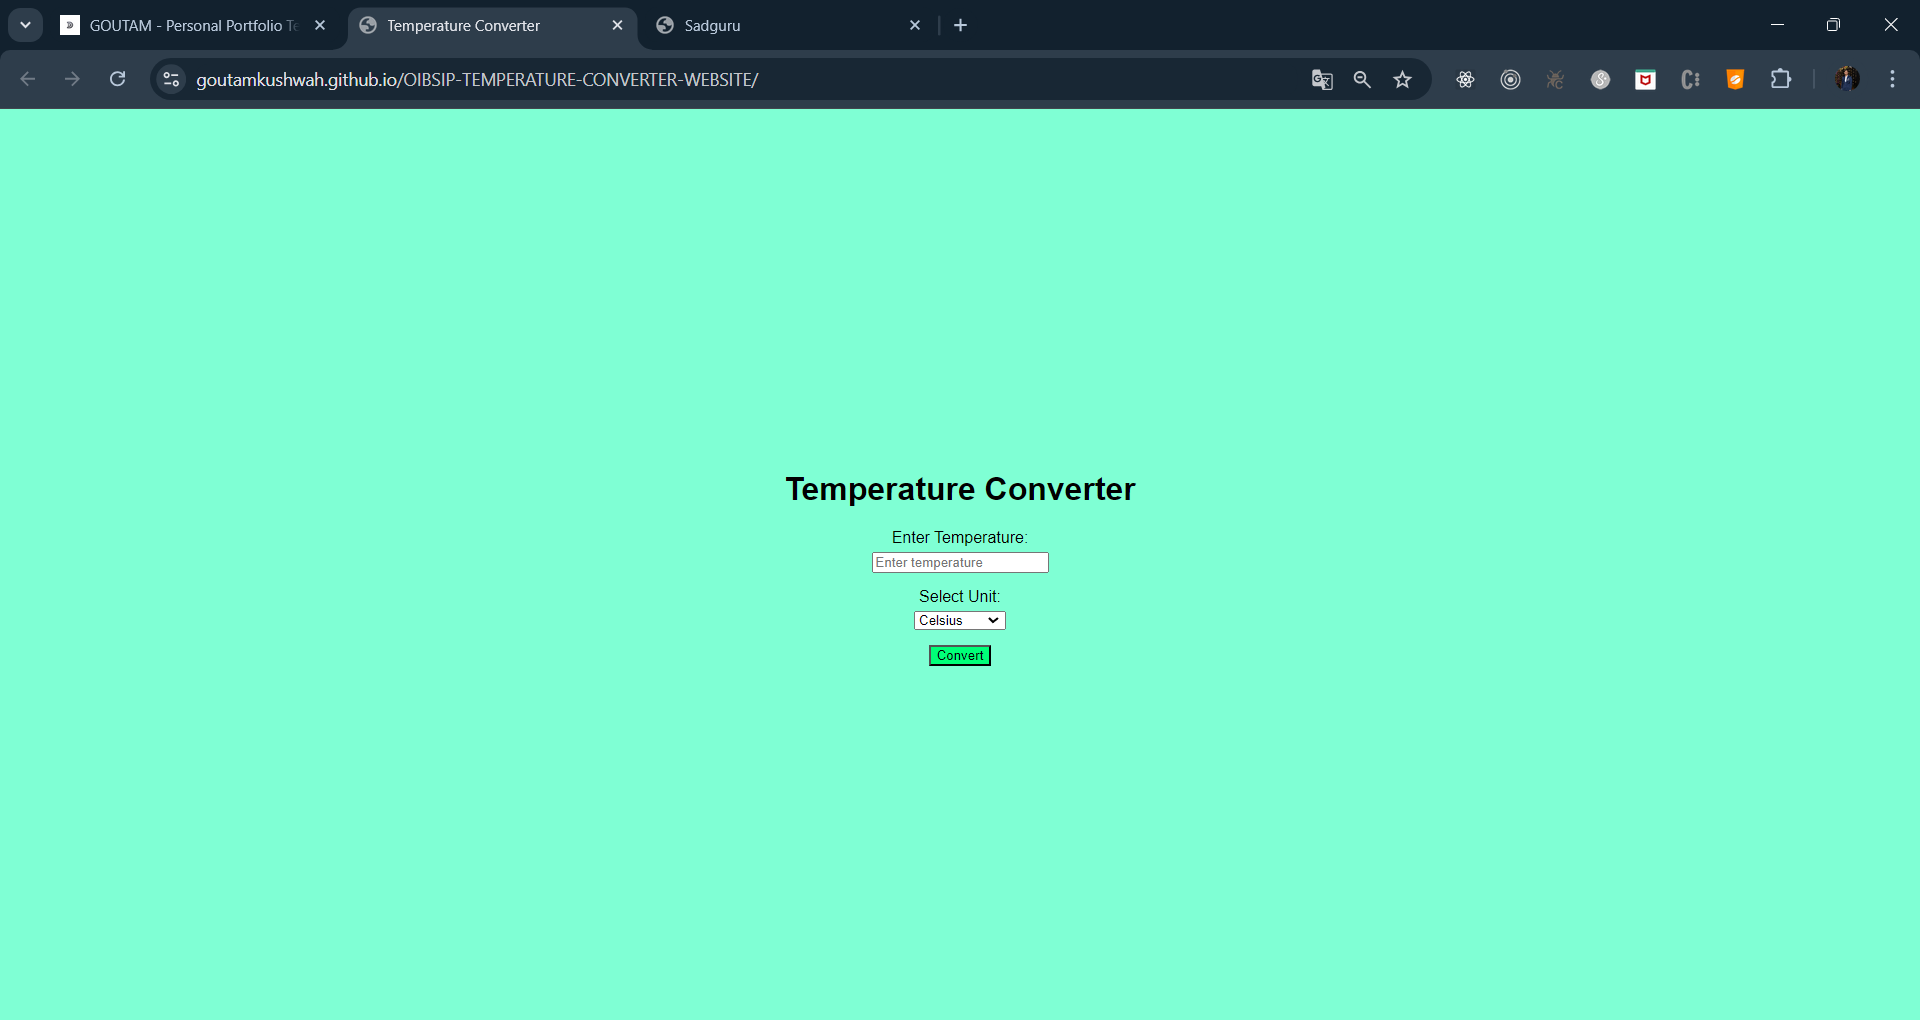 GOUTAM - Personal Portfolio Te
Temperature Converter
Sadguru
goutamkushwah.github.io/OIBSIP-TEMPERATURE-CONVERTER-WEBSITE/
Temperature Converter
Enter Temperature:
Enter temperature
Select Unit:
Celsius
Convert